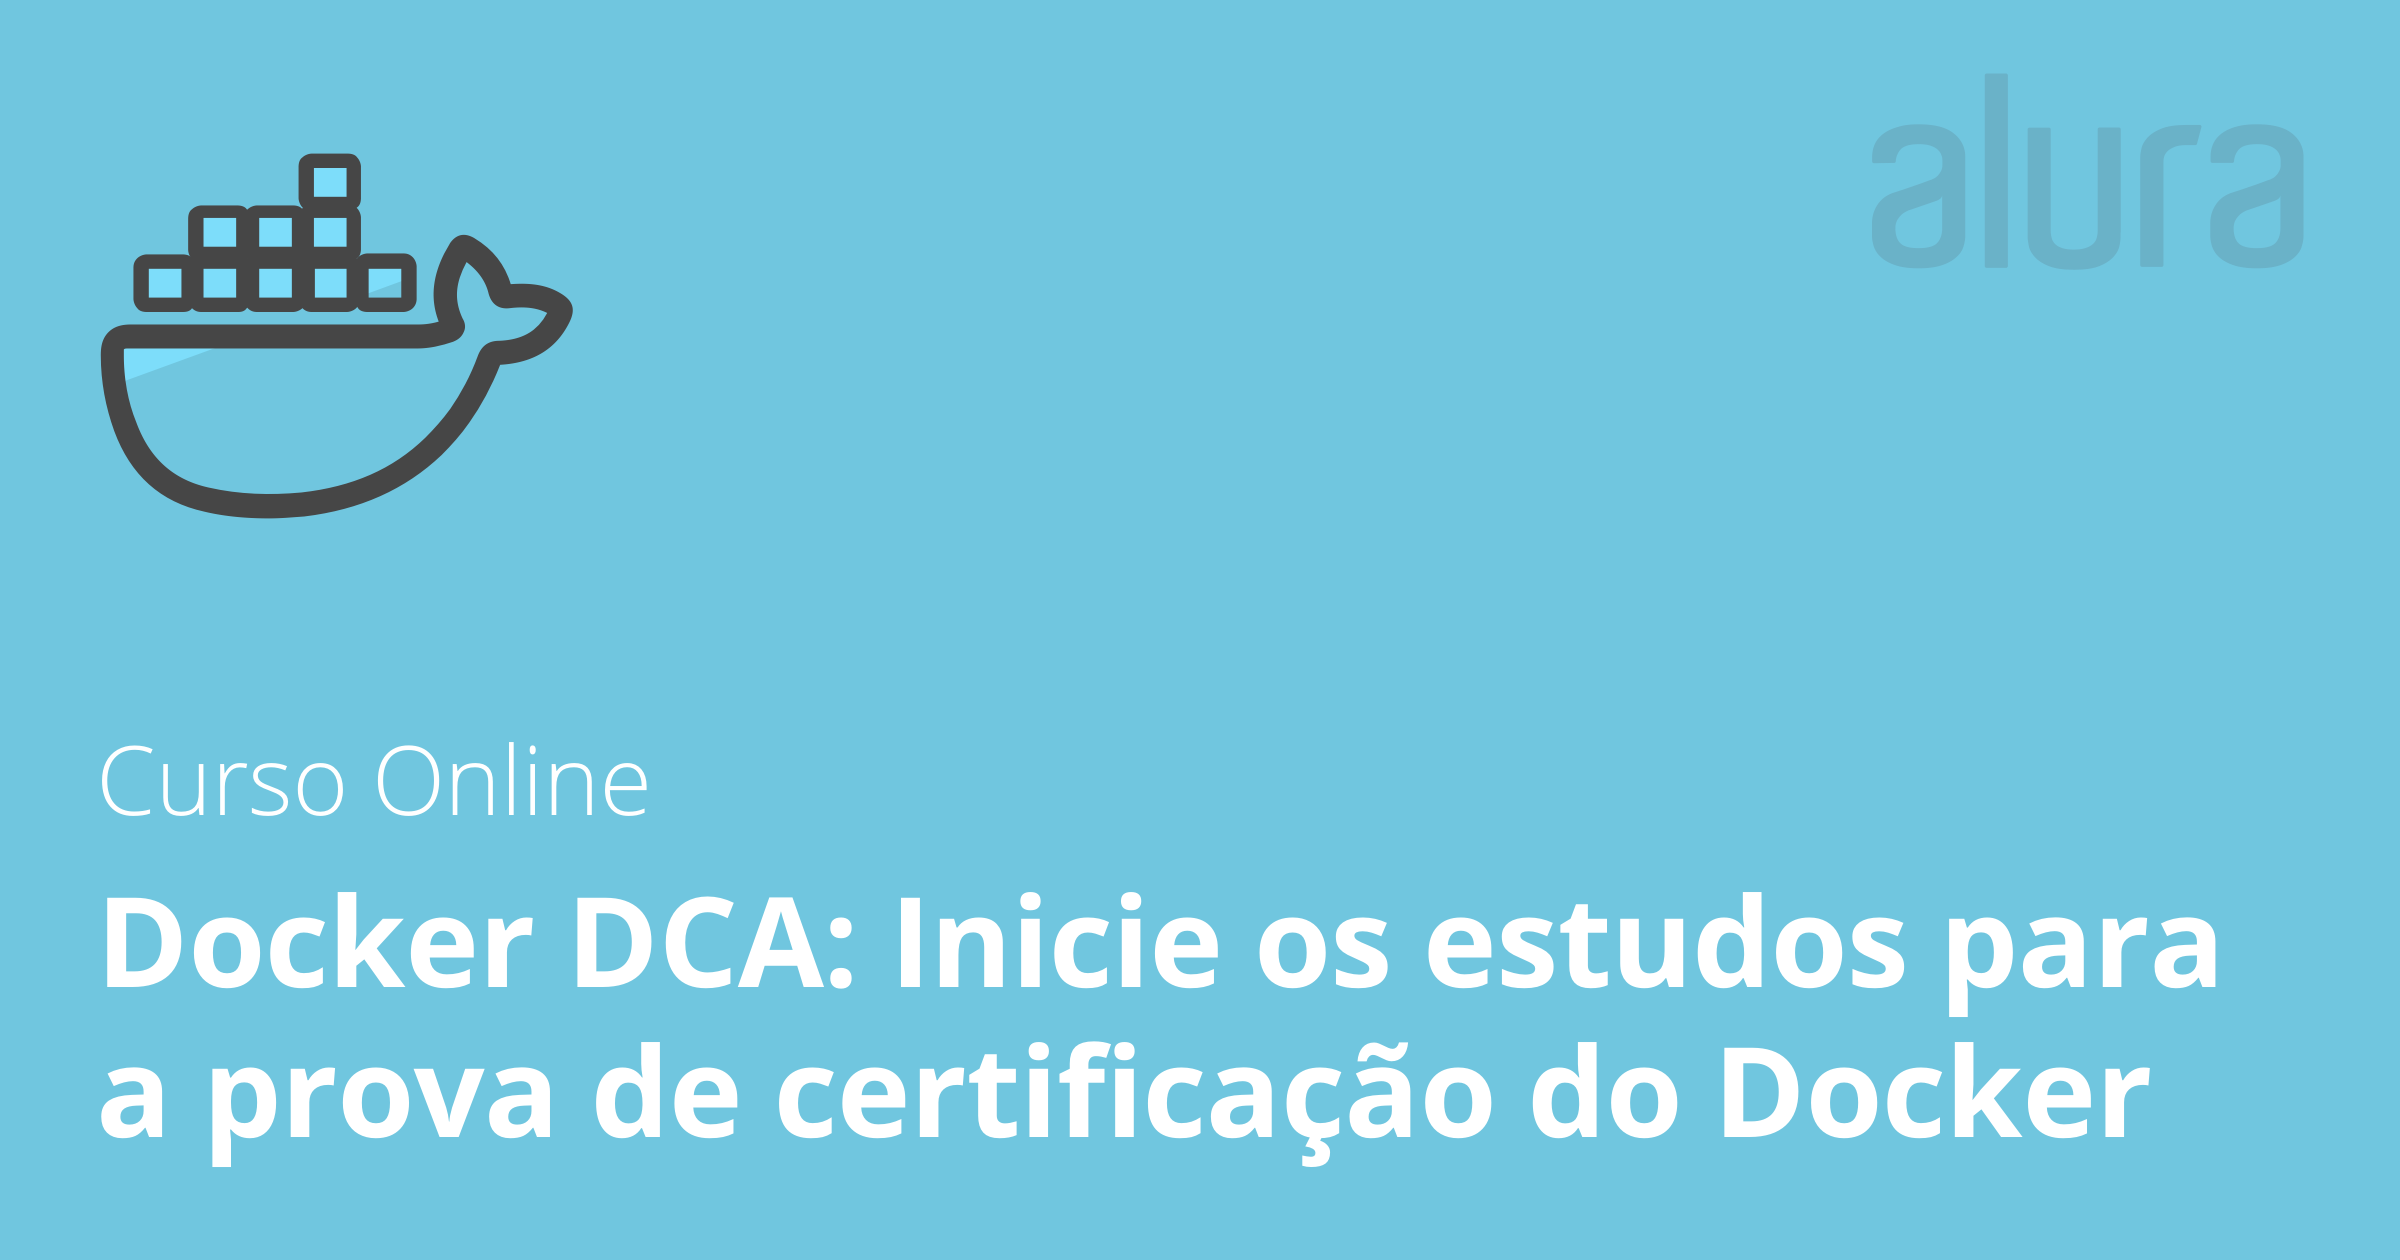 alura
Curso Online
Docker DCA: Inicie os estudos para
a prova de certificação do Docker